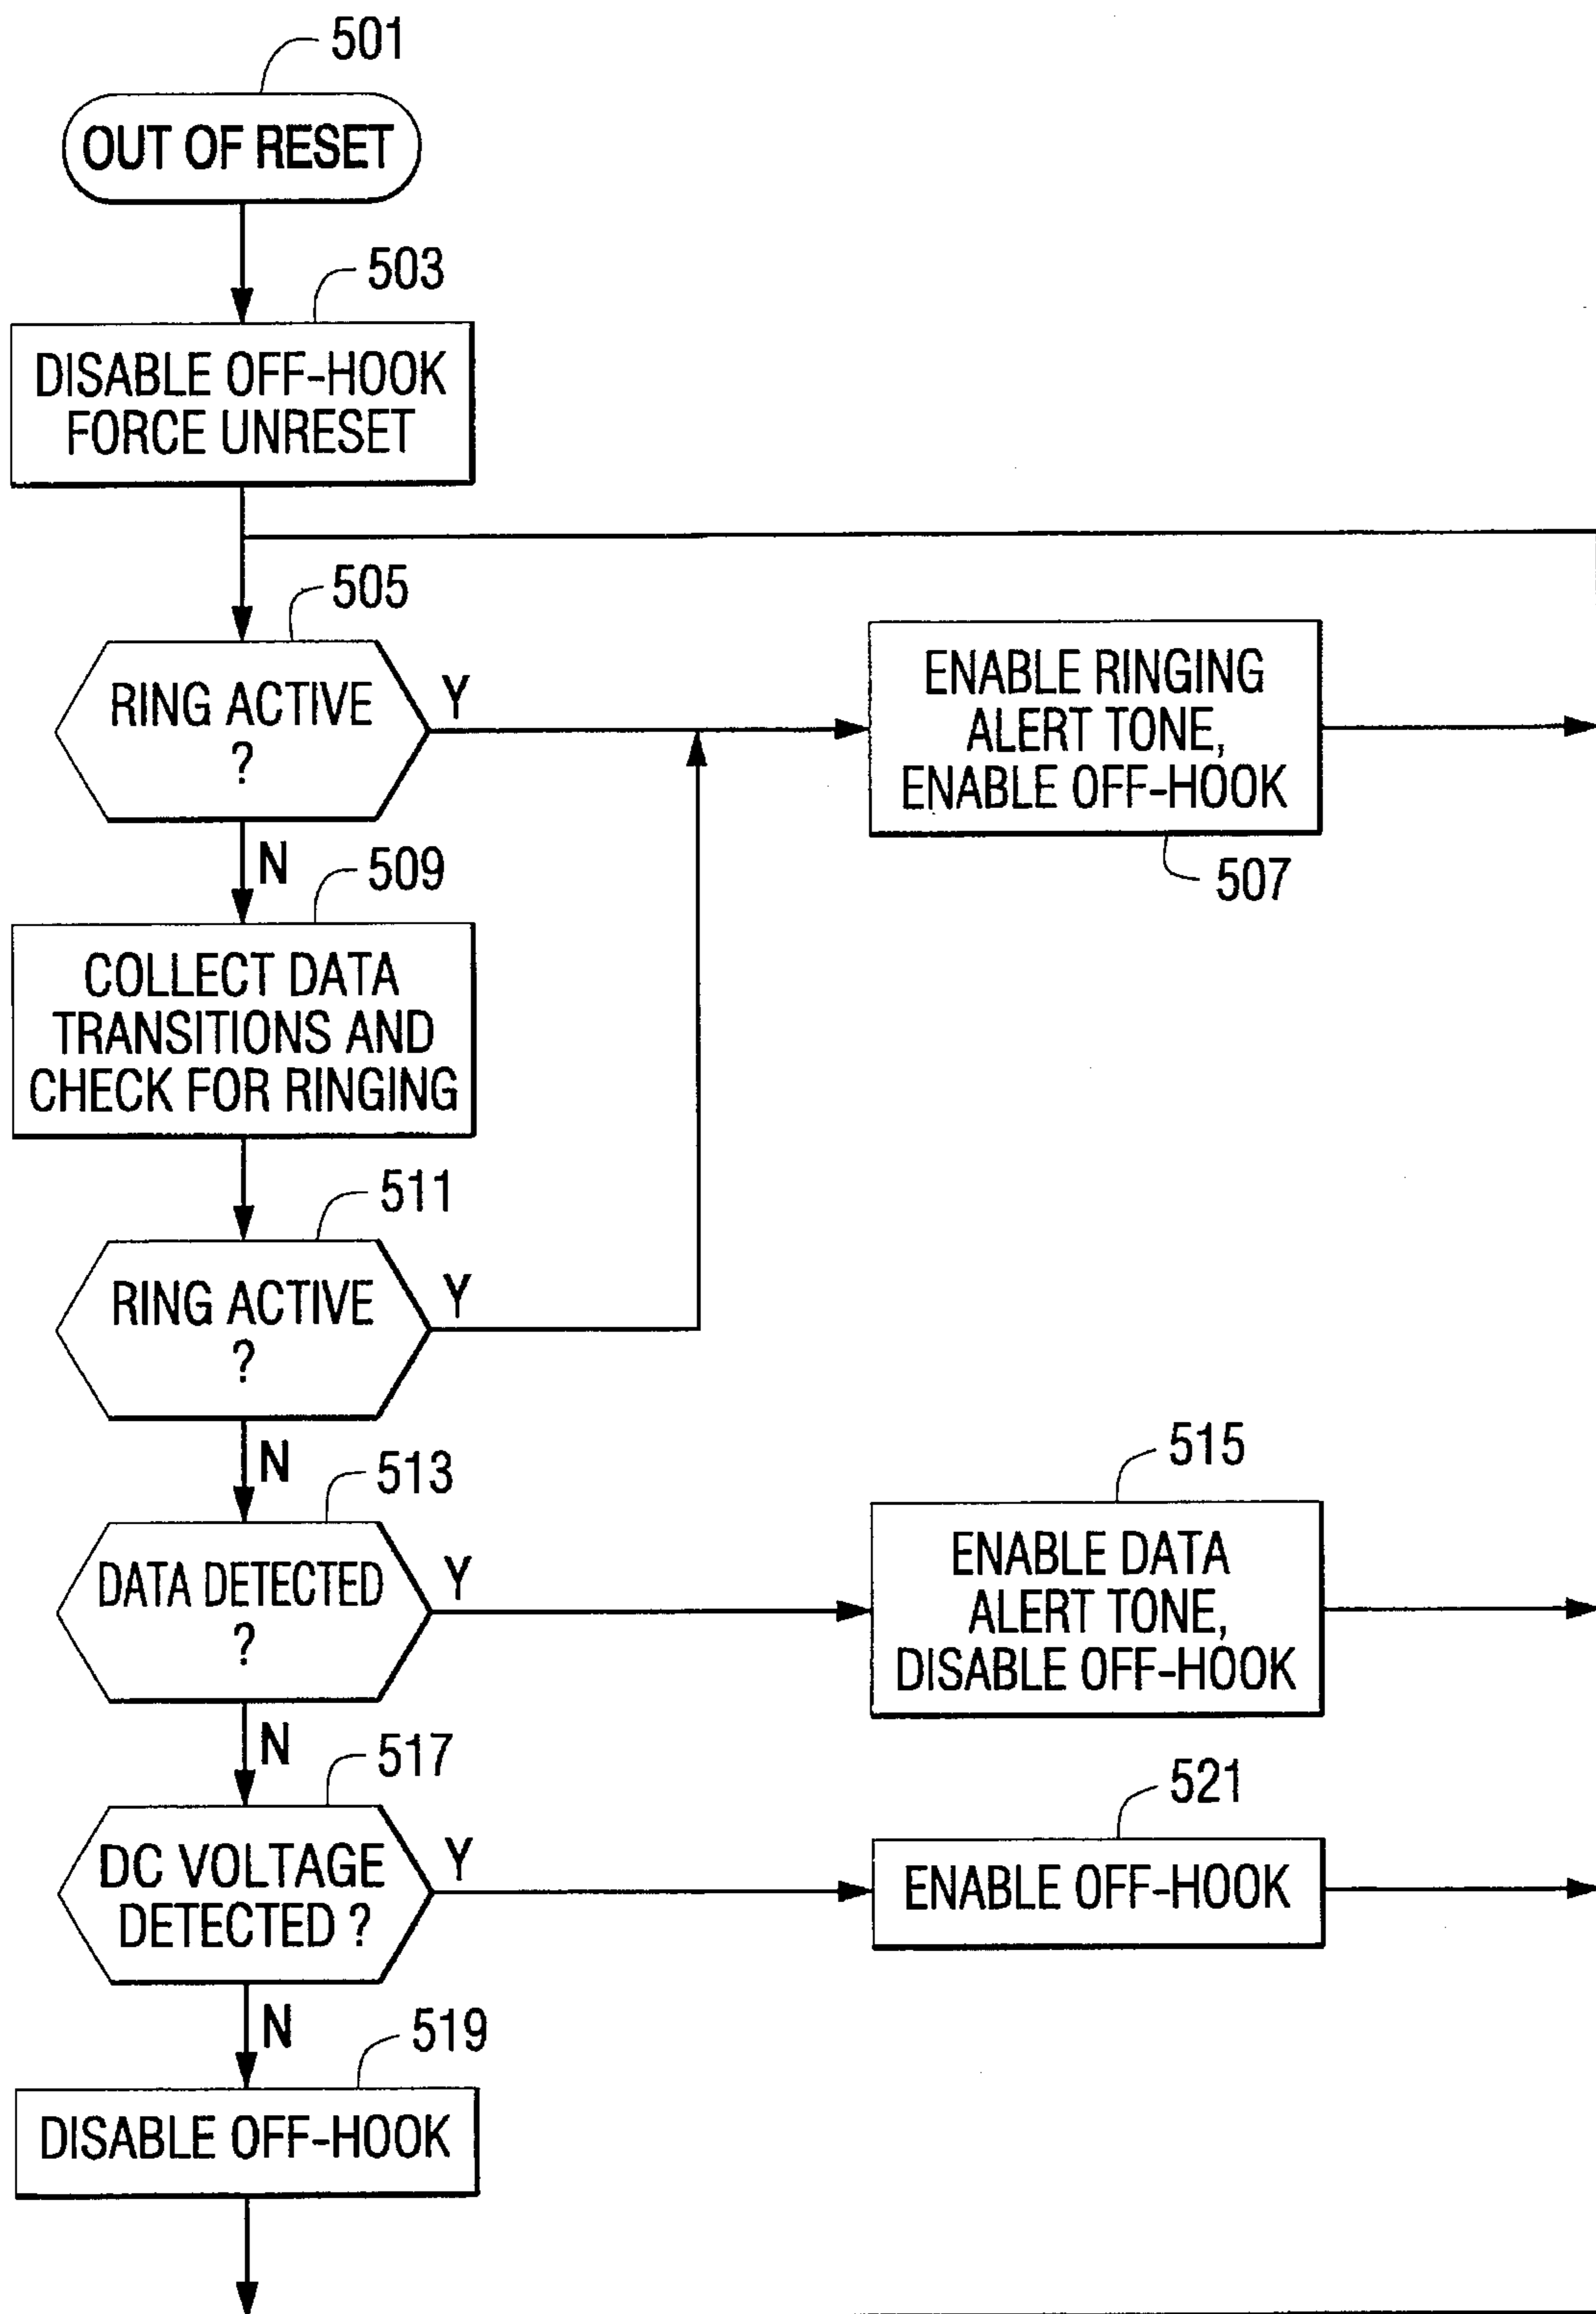 501
OUT OF RESET
503
DISABLE OFF-HOOK
FORCE UNRESET
505
RING ACTIVE
?
Y
N
ENABLE RINGING
ALERT TONE,
ENABLE OFF-HOOK
507
509
COLLECT DATA
TRANSITIONS AND
CHECK FOR RINGING
511
RING ACTIVE
?
Y
N
513
DATA DETECTED
?
Y
N
515
ENABLE DATA
ALERT TONE,
DISABLE OFF-HOOK
517
DC VOLTAGE
DETECTED ?
Y
N
521
ENABLE OFF-HOOK
519
DISABLE OFF-HOOK